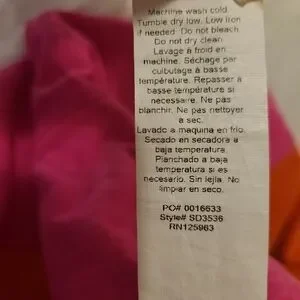 Machine wash cold.
Tumble dry low. Low Iron
if needed. Do not bleach.
Do not dry clean.
Lavage à froid en
machine. Séchage par
culbutage à basse
température. Repasser à
basse température si
necessaire. Ne pas
blanchir. Ne pas nettoyer
a sec.
Lavado a maquina en frio.
Secado en secadora a
baja temperatura.
Planchado a baja
temperatura si es
necesario. Sin lejía. No
limpiar en seco.
PO# 0016633
Style# SD3536
RN125963